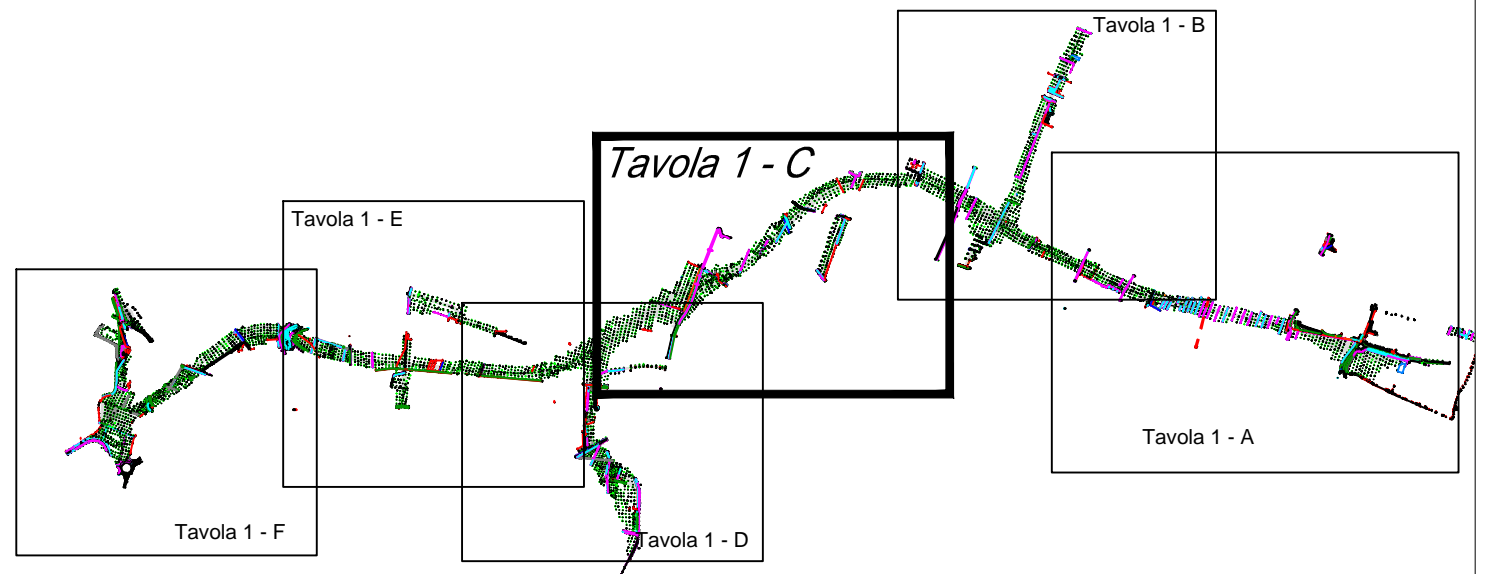 Tavola 1 - B
Tavola 1 - C
Tavola 1 - E
Tavola 1 - A
Tavola 1 - F
Tavola 1 - D